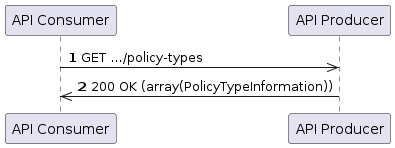 API Consumer
API Producer
1 GET .../policy-types
2 200 OK (array(PolicyTypeInformation))
API Consumer
API Producer